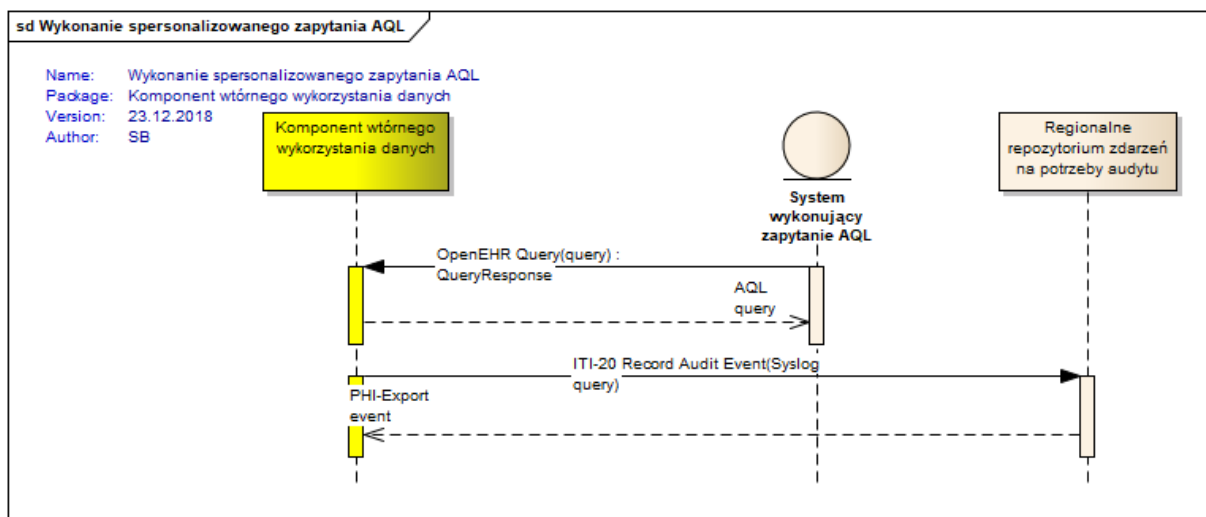 sd Wykonanie spersonalizowanego zapytania AQL
Name: Wykonanie spersonalizowanego zapytania AQL
Package: Komponent wtórnego wykorzystania danych
Version: 23.12.2018
Author: SB
Komponent wtórnego
wykorzystania danych
System
wykonujący
zapytanie AQL
Regionalne
repozytorium zdarzeń
na potrzeby audytu
OpenEHR Query(query) :
QueryResponse
AQL
query
ITI-20 Record Audit Event(Syslog
query)
PHI-Export
event